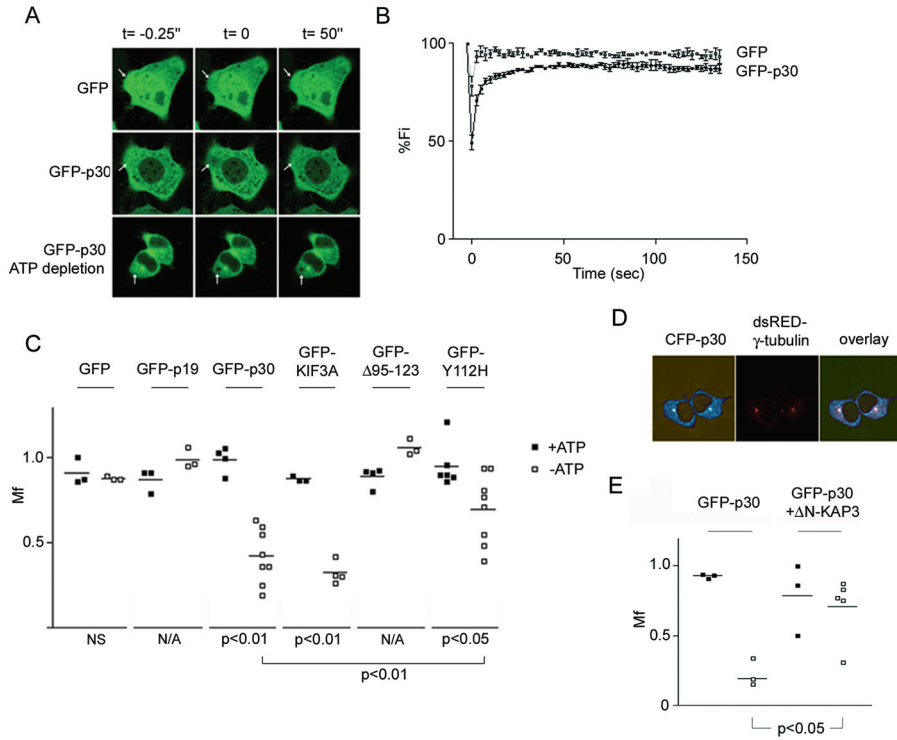 A
t= -0.25" t= 0 t= 50"
GFP
GFP-p30
GFP-p30
ATP depletion
B
100
50
0
%Fi
0 50 100 150
Time (sec)
GFP
GFP-p30
C
GFP GFP-p19 GFP-p30 GFP-KIF3A GFP-Δ95-123 GFP-Y112H
1.0
0.5
Mf
+ATP
-ATP
NS N/A p<0.01 p<0.01 N/A p<0.05
p<0.01
D
CFP-p30 dsRED-γ-tubulin overlay
E
GFP-p30 GFP-p30
+ΔN-KAP3
1.0
0.5
0
Mf
p<0.05